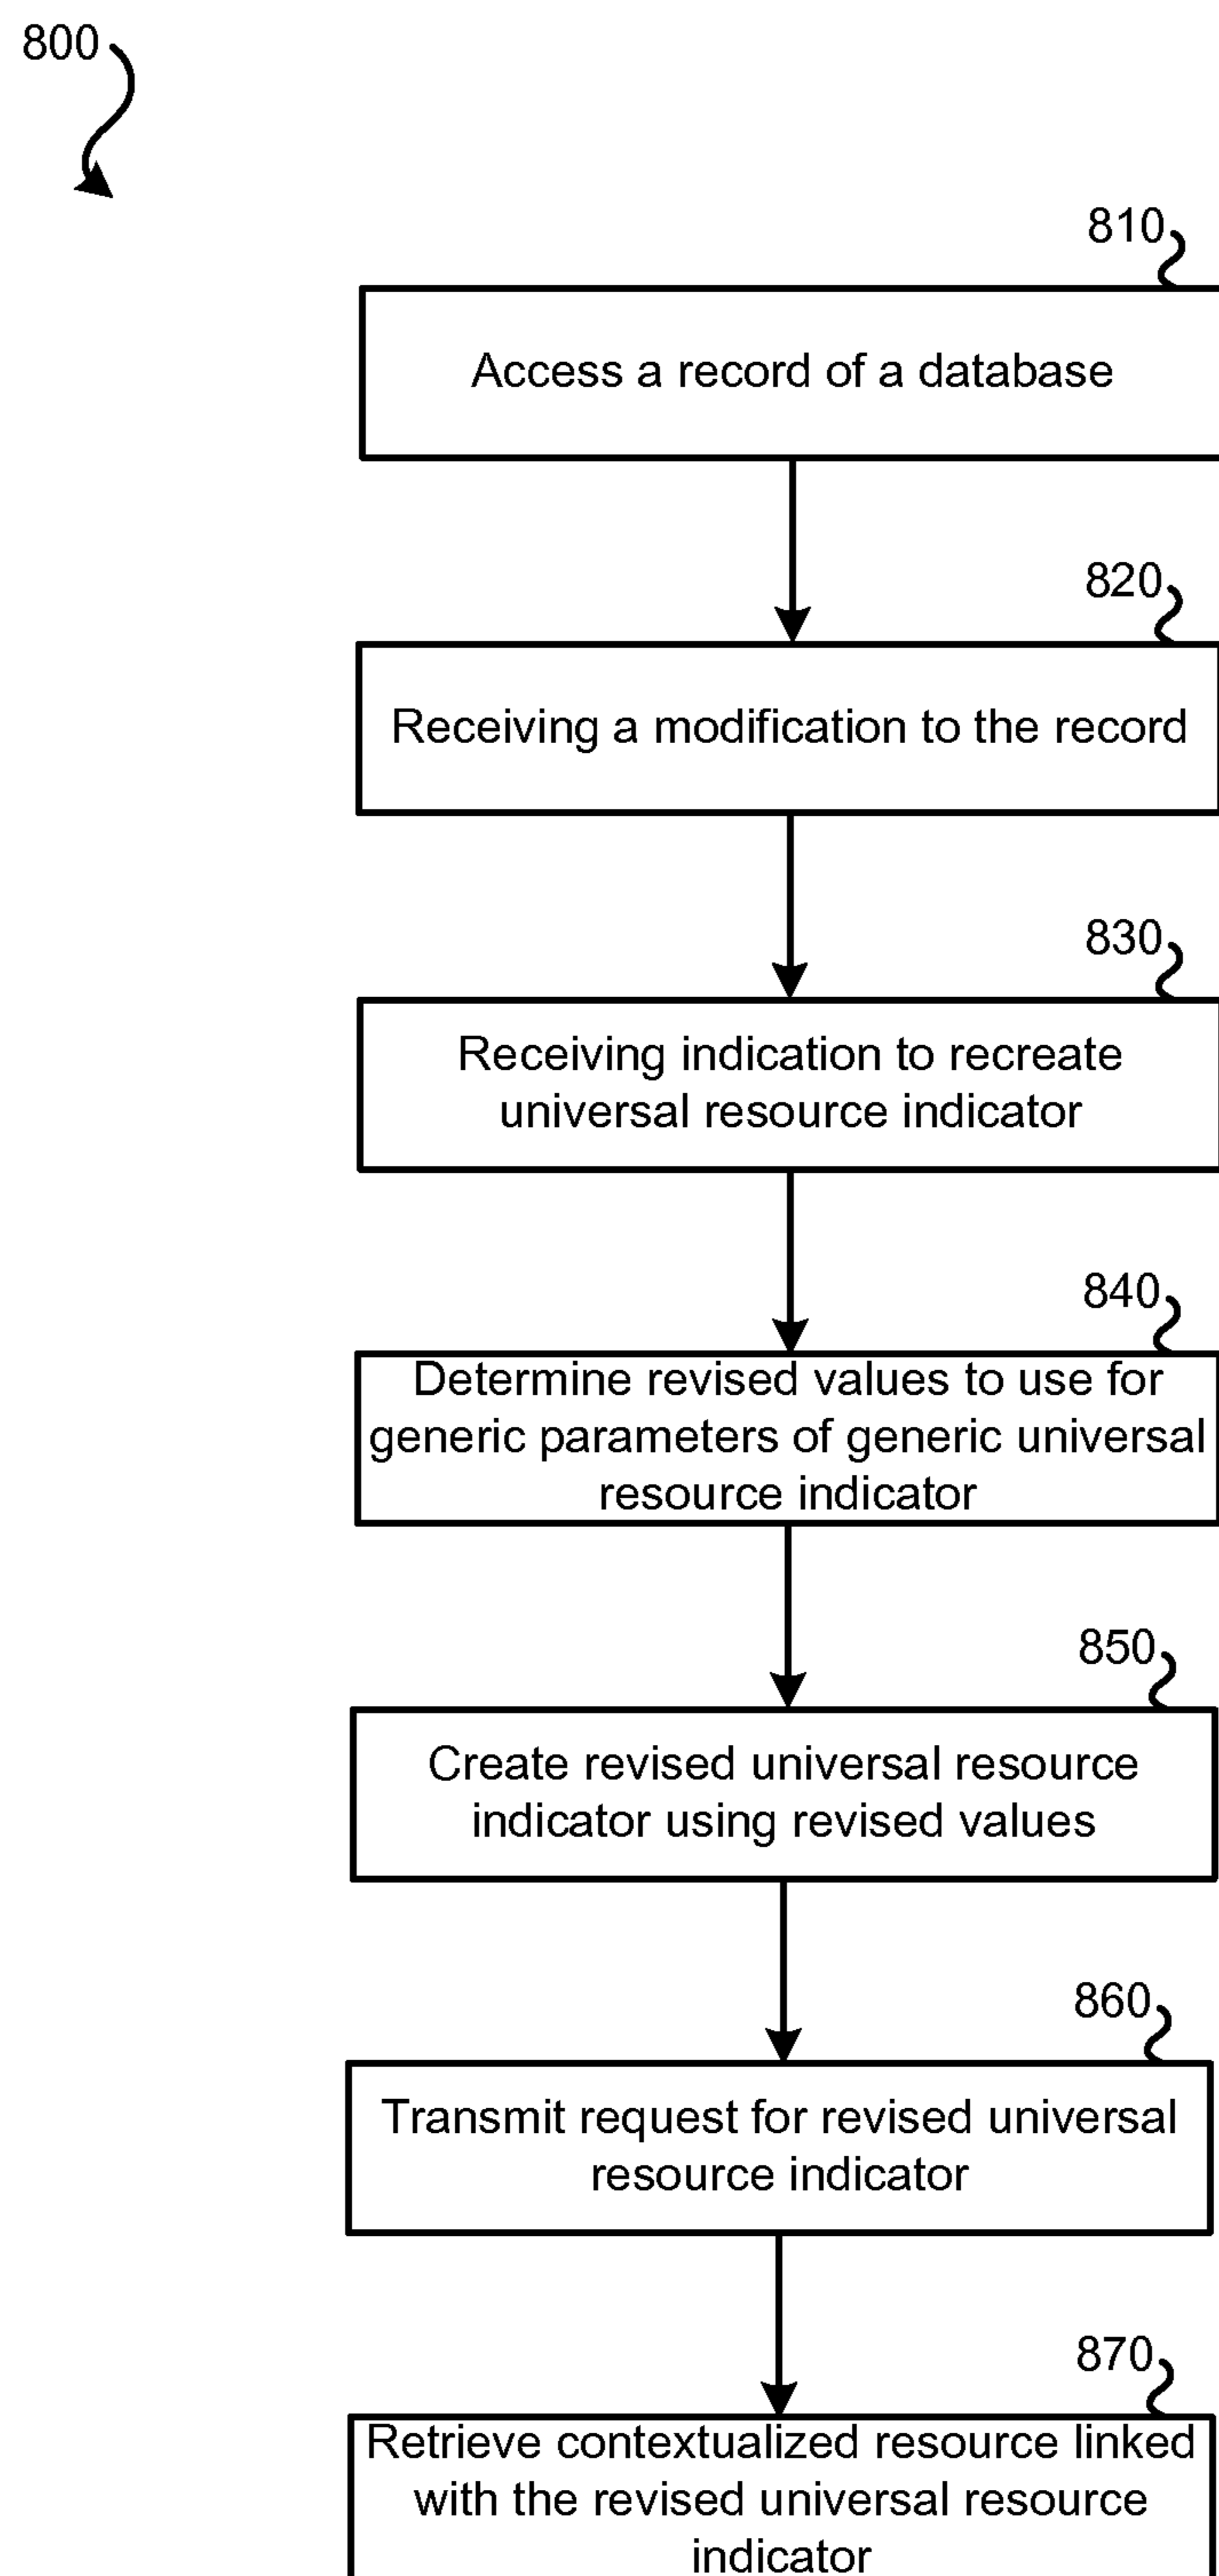 800
810
Access a record of a database
820
Receiving a modification to the record
830
Receiving indication to recreate
universal resource indicator
840
Determine revised values to use for
generic parameters of generic universal
resource indicator
850
Create revised universal resource
indicator using revised values
860
Transmit request for revised universal
resource indicator
870
Retrieve contextualized resource linked
with the revised universal resource
indicator